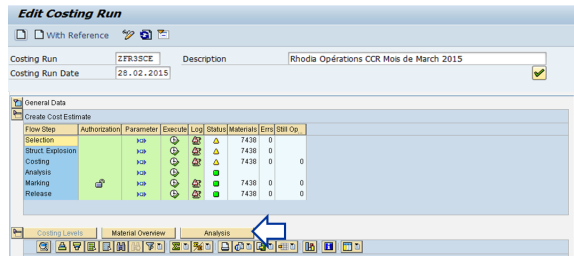 Edit Costing Run
With Reference
Costing Run ZFR3SCE Description Rhodia Opérations CCR Mois de March 2015
Costing Run Date 28.02.2015
General Data
Create Cost Estimate
Flow Step Authorization Parameter Execute Log Status Materials Errs Still Op_
Selection 7438 0
Struct. Explosion 7438 0
Costing 7438 0 0
Analysis
Marking 7438 0 0
Release 7438 0 0
Costing Levels Material Overview Analysis